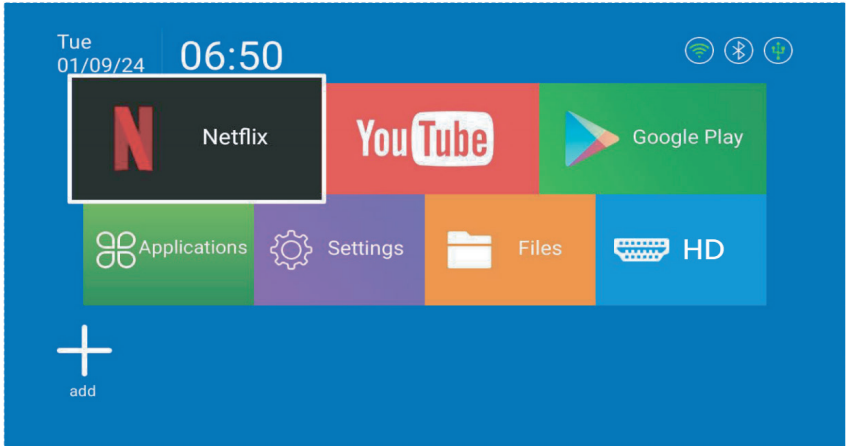 Tue
01/09/24
06:50
Netflix
YouTube
Google Play
Applications
Settings
Files
HD
add